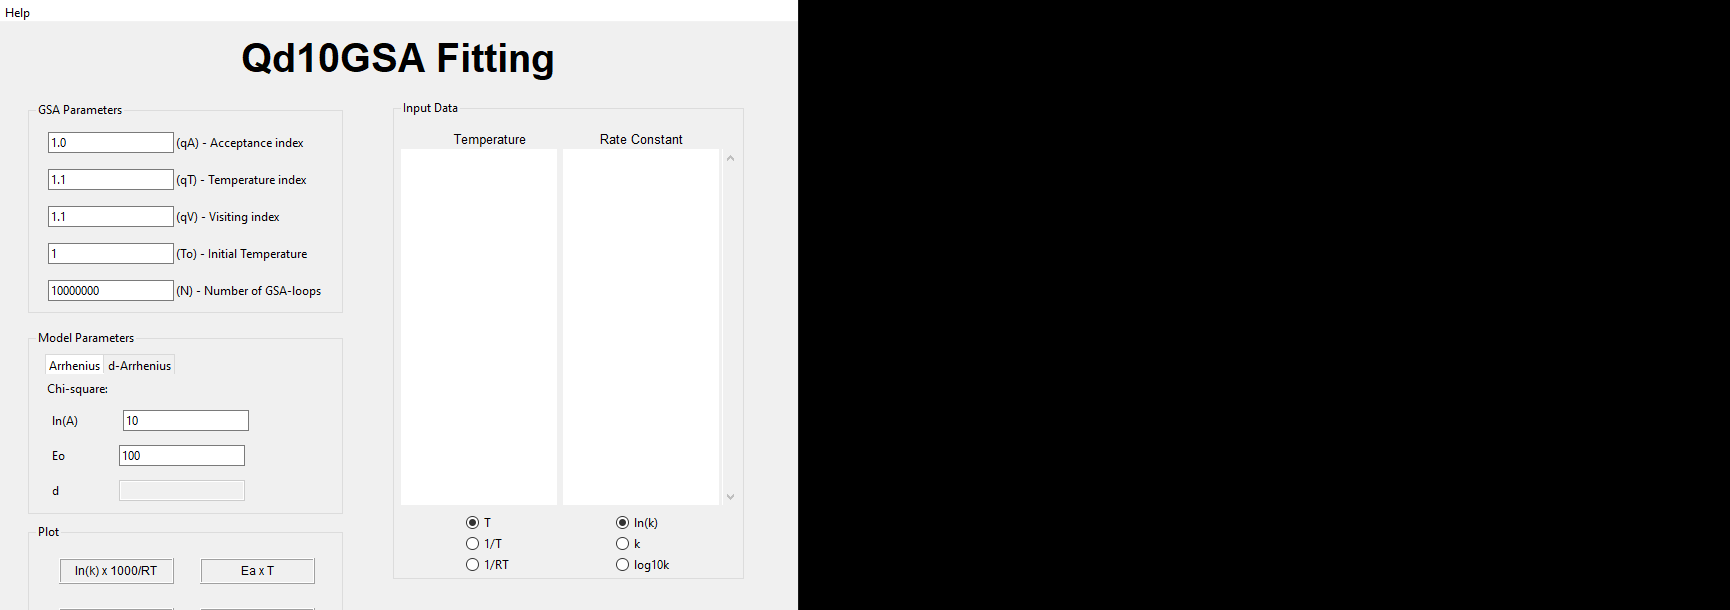 Help
Qd10GSA Fitting
GSA Parameters
1.0 (qA) - Acceptance index
1.1 (qT) - Temperature index
1.1 (qV) - Visiting index
1 (To) - Initial Temperature
10000000 (N) - Number of GSA-loops
Model Parameters
Arrhenius d-Arrhenius
Chi-square:
ln(A) 10
Eo 100
d
Plot
ln(k) x 1000/RT Ea x T
Input Data
Temperature Rate Constant
T ln(k)
1/T k
1/RT log10k